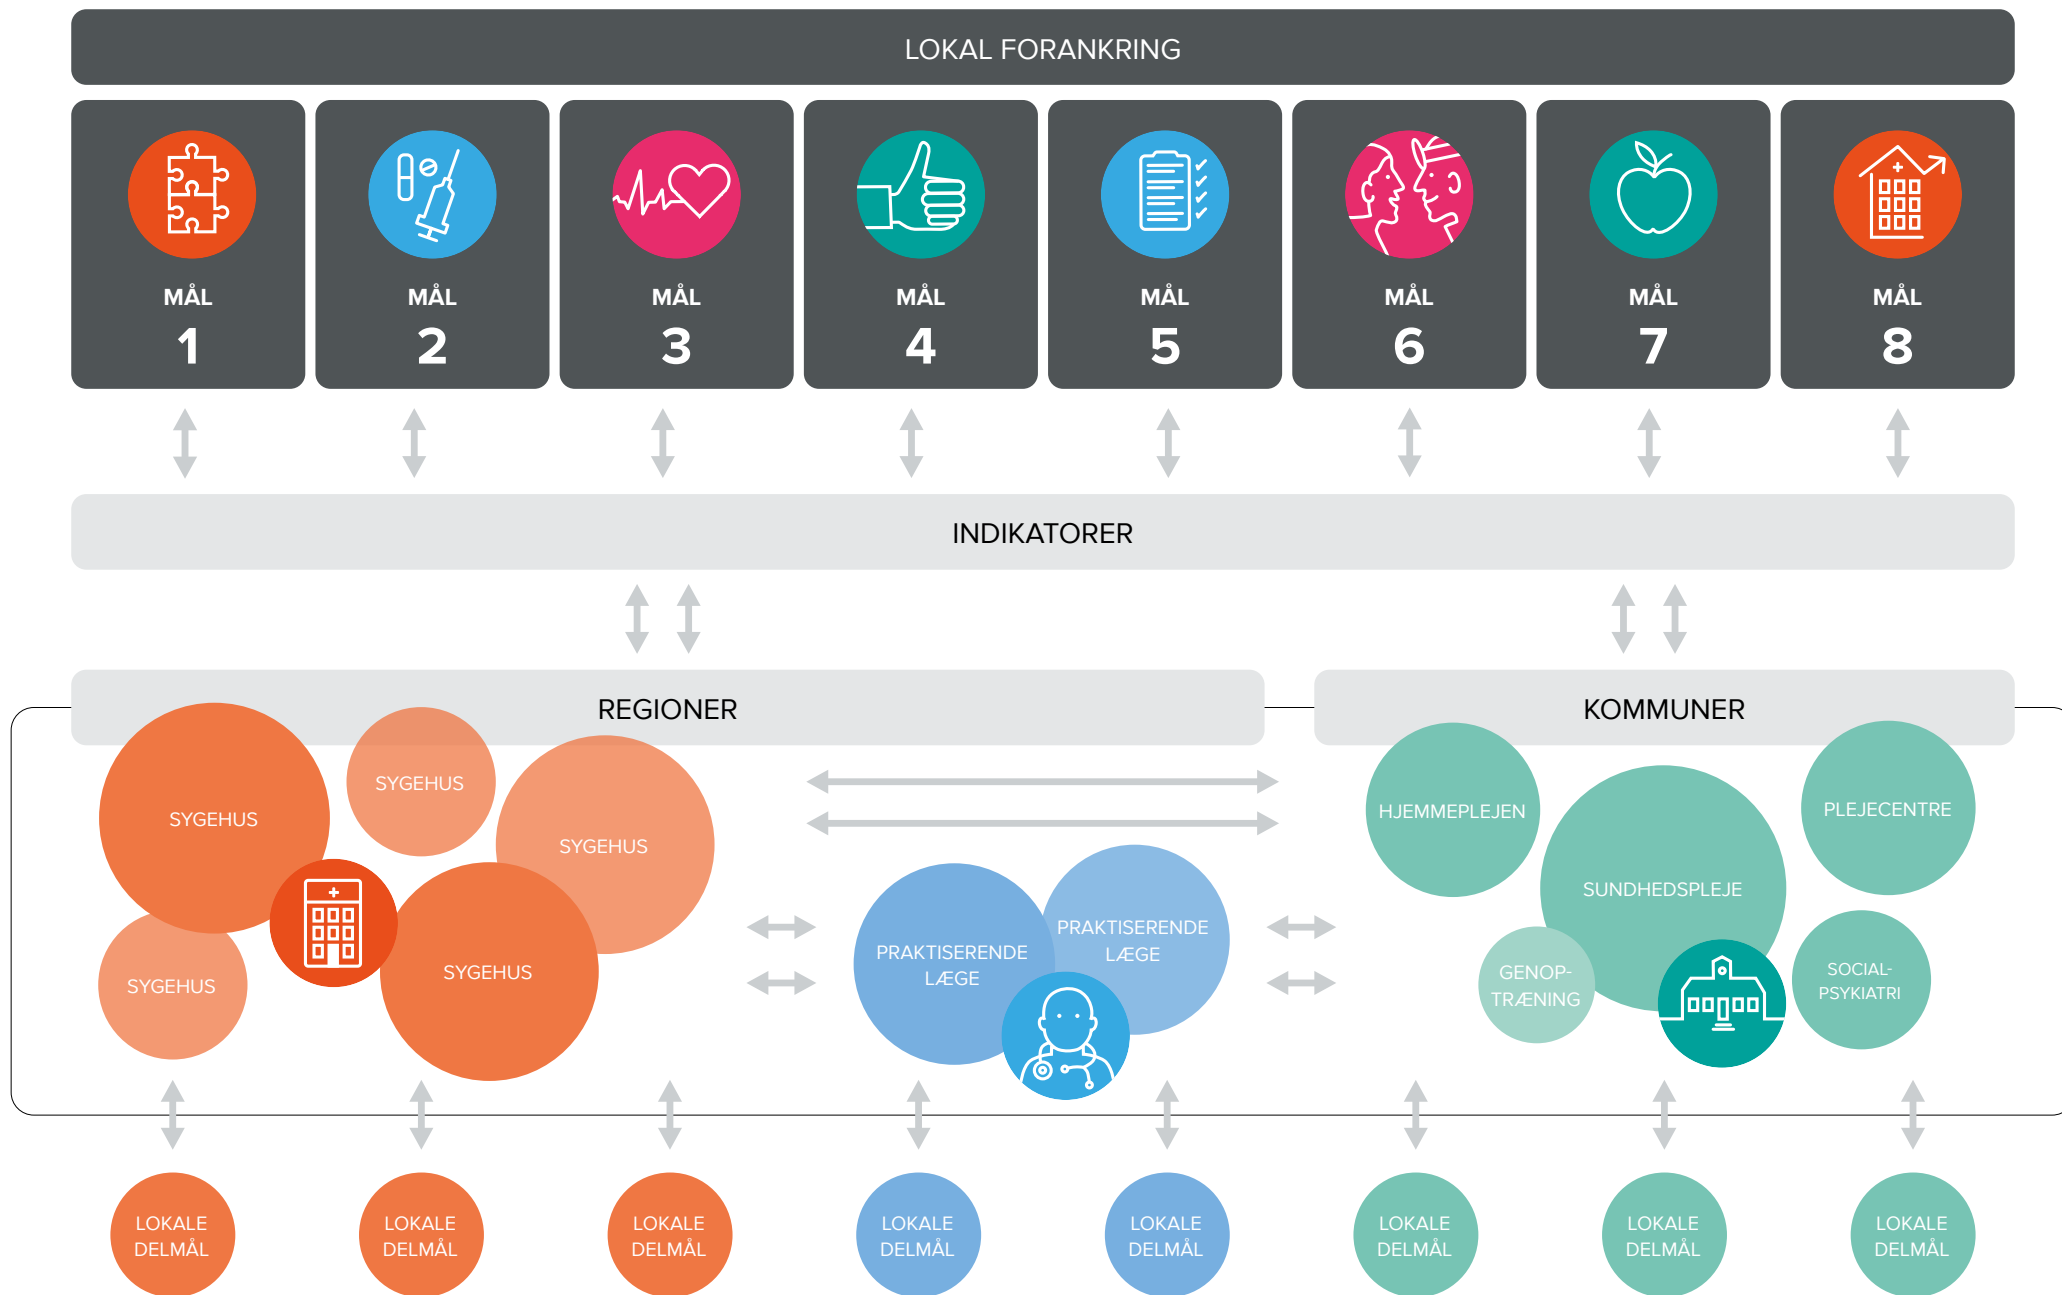 LOKAL FORANKRING
MÅL
1
MÅL
2
MÅL
3
MÅL
4
MÅL
5
MÅL
6
MÅL
7
MÅL
8
INDIKATORER
REGIONER
KOMMUNER
SYGEHUS
SYGEHUS
SYGEHUS
SYGEHUS
SYGEHUS
PRAKTISERENDE
LÆGE
PRAKTISERENDE
LÆGE
HJEMMEPLEJEN
SUNDHEDSPLEJE
PLEJECENTRE
GENOP-
TRÆNING
SOCIAL-
PSYKIATRI
LOKALE
DELMÅL
LOKALE
DELMÅL
LOKALE
DELMÅL
LOKALE
DELMÅL
LOKALE
DELMÅL
LOKALE
DELMÅL
LOKALE
DELMÅL
LOKALE
DELMÅL